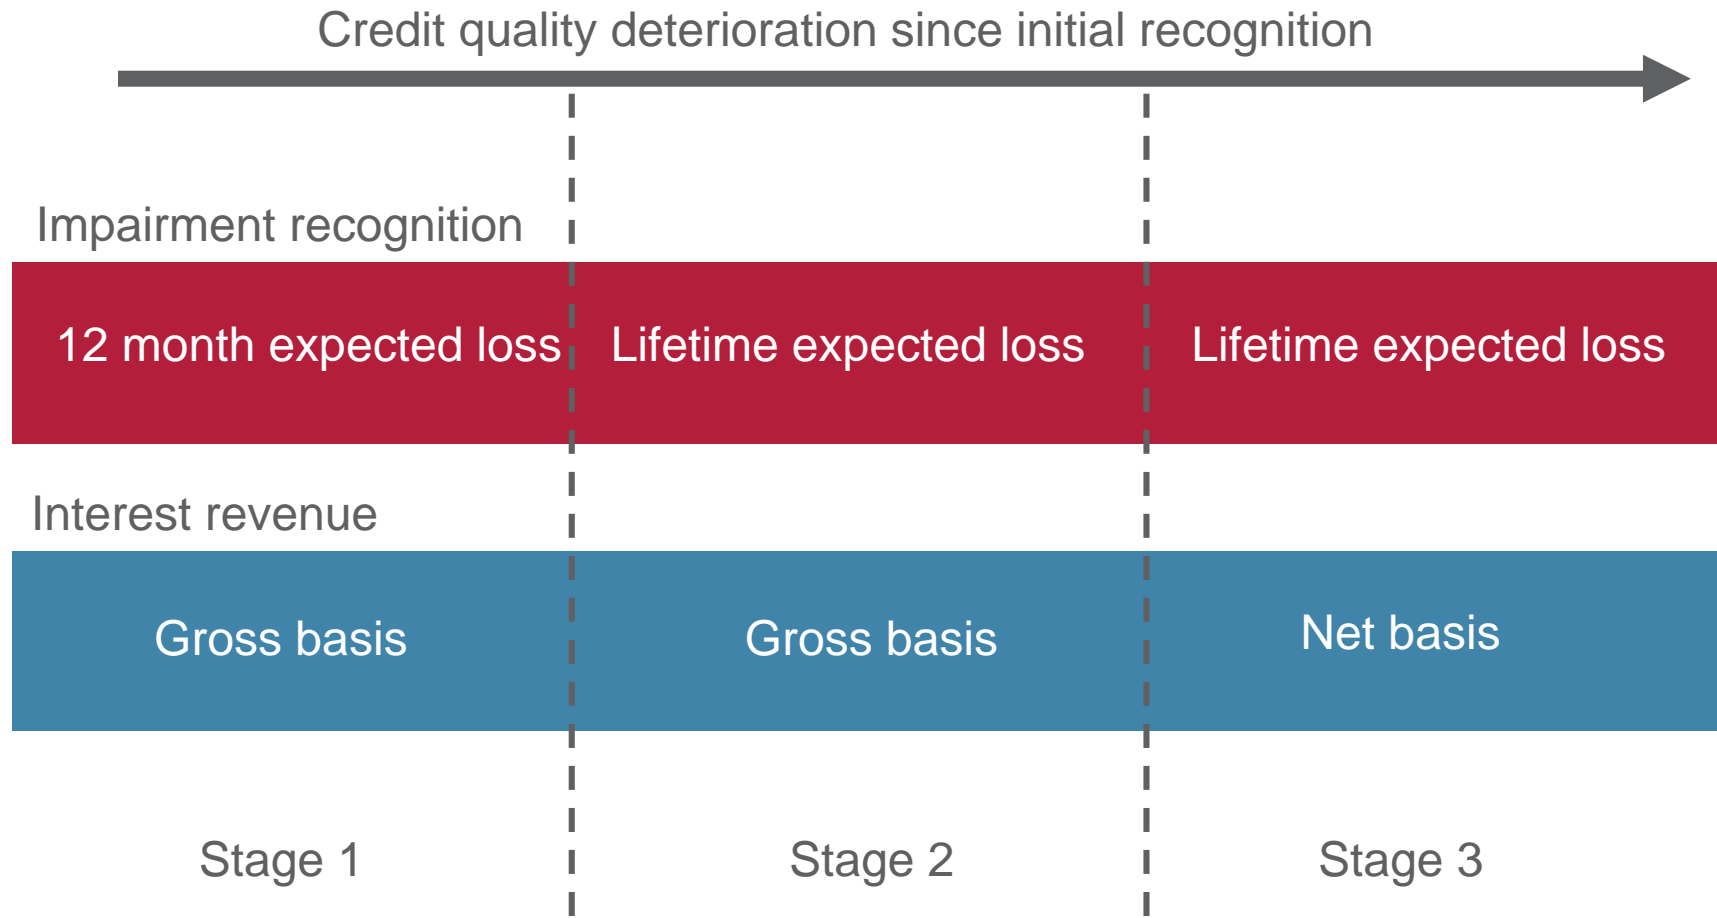 Credit quality deterioration since initial recognition
Impairment recognition
12 month expected loss
Lifetime expected loss
Lifetime expected loss
Interest revenue
Gross basis
Gross basis
Net basis
Stage 1
Stage 2
Stage 3